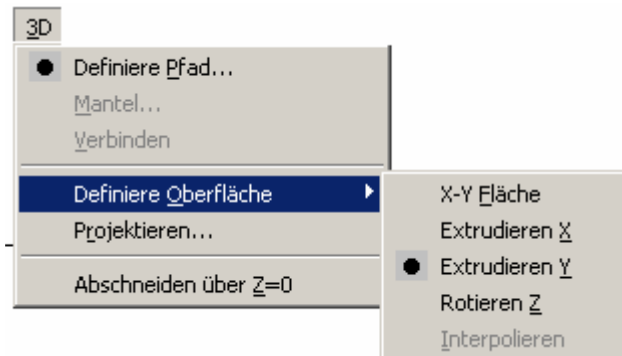 3D
Definiere Pfad...
Mantel...
Verbinden
Definiere Oberfläche
Projektieren...
Abschneiden über Z=0
X-Y Fläche
Extrudieren X
Extrudieren Y
Rotieren Z
Interpolieren